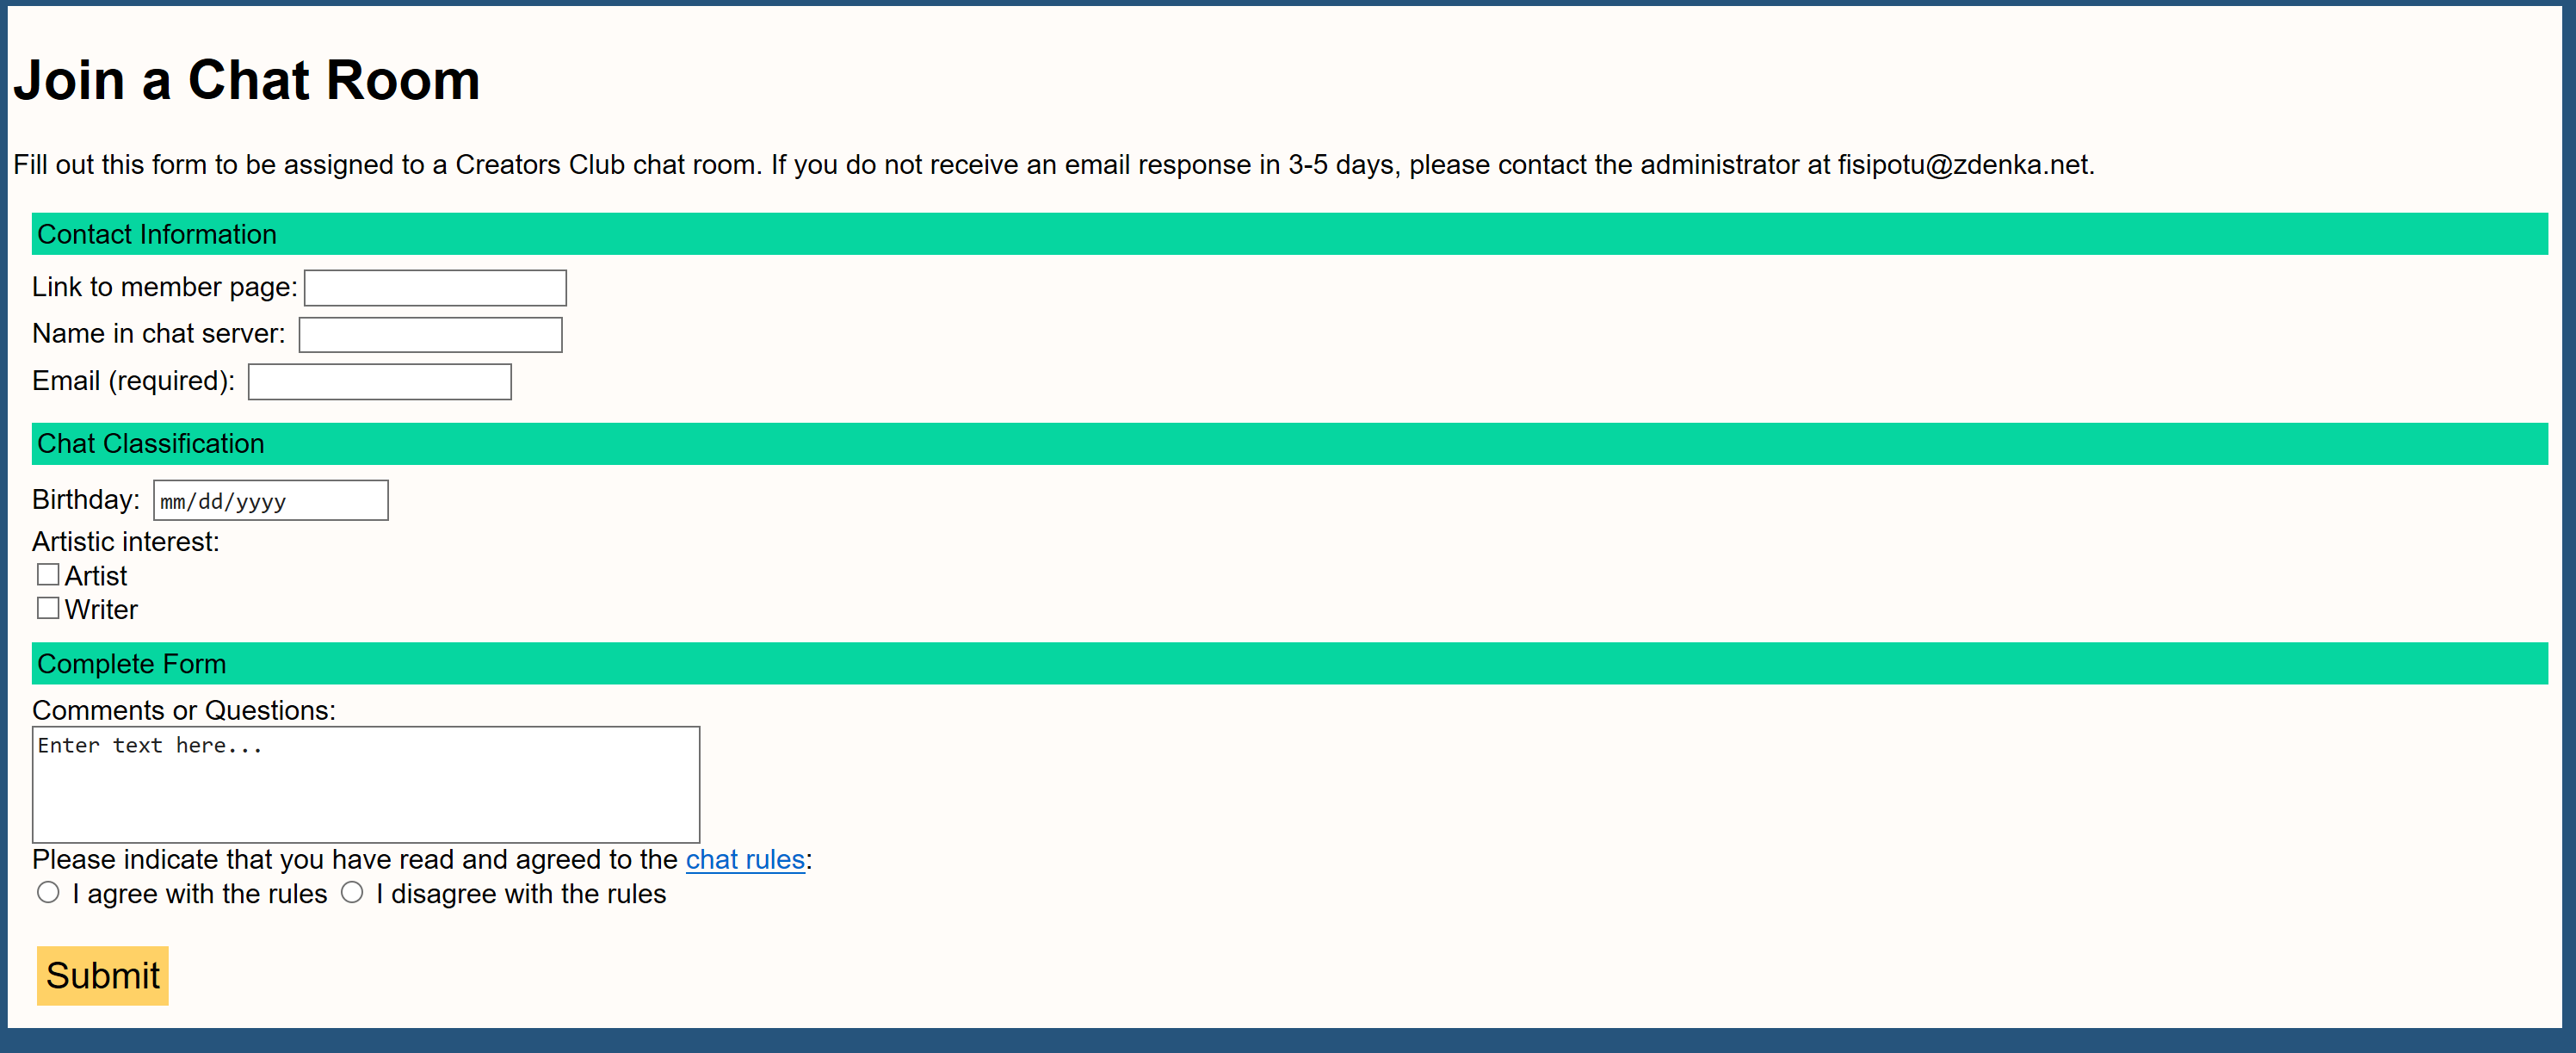 Join a Chat Room
Fill out this form to be assigned to a Creators Club chat room. If you do not receive an email response in 3-5 days, please contact the administrator at fisipotu@zdenka.net.
Contact Information
Link to member page:
Name in chat server:
Email (required):
Chat Classification
Birthday: mm/dd/yyyy
Artistic interest:
Artist
Writer
Complete Form
Comments or Questions:
Enter text here...
Please indicate that you have read and agreed to the chat rules:
I agree with the rules I disagree with the rules
Submit